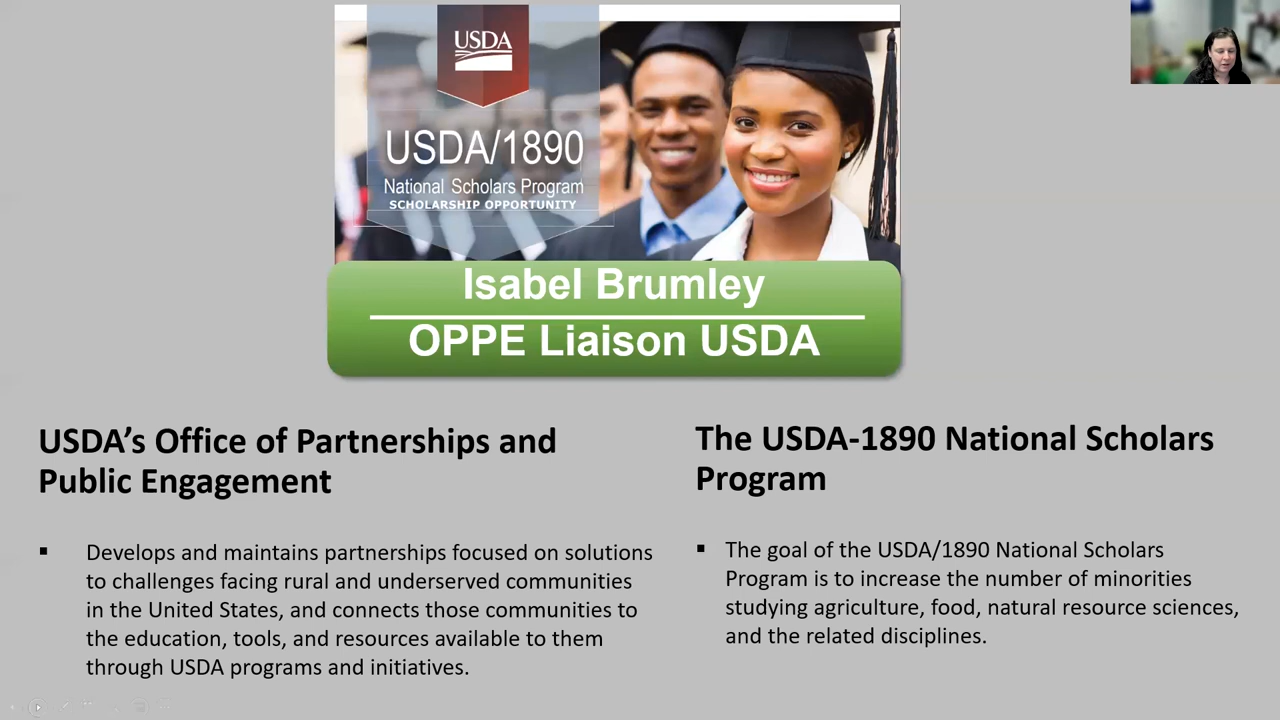 USDA
USDA/1890
National Scholars Program
SCHOLARSHIP OPPORTUNITY
Isabel Brumley
OPPE Liaison USDA
USDA’s Office of Partnerships and
Public Engagement
▪ Develops and maintains partnerships focused on solutions
to challenges facing rural and underserved communities
in the United States, and connects those communities to
the education, tools, and resources available to them
through USDA programs and initiatives.
The USDA-1890 National Scholars
Program
▪ The goal of the USDA/1890 National Scholars
Program is to increase the number of minorities
studying agriculture, food, natural resource sciences,
and the related disciplines.